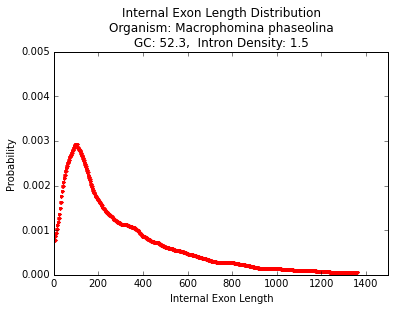 Internal Exon Length Distribution
Organism: Macrophomina phaseolina
GC: 52.3,  Intron Density: 1.5
0.005
0.004
0.003
0.002
0.001
0.000
Probability
0 200 400 600 800 1000 1200 1400
Internal Exon Length